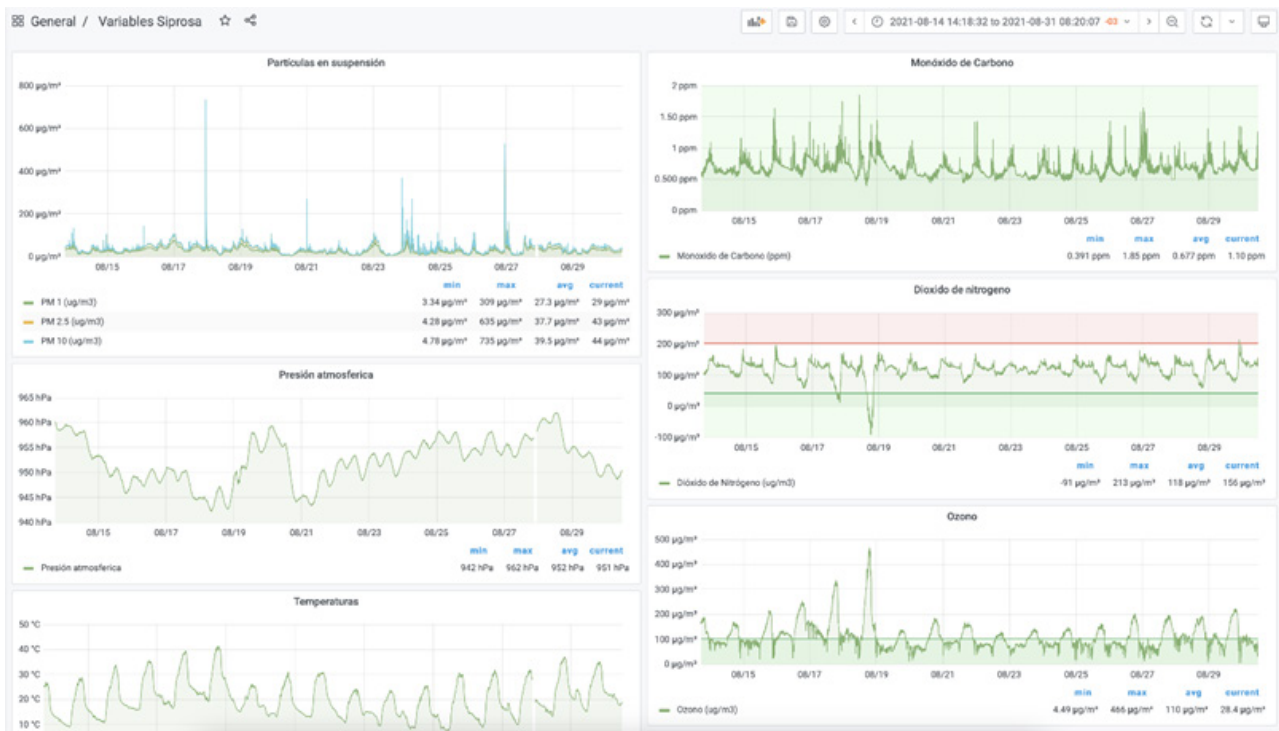 General / Variables Siprosa
2021-08-14 14:18:32 to 2021-08-31 08:20:07 -03
Partículas en suspensión
800 µg/m³
600 µg/m³
400 µg/m³
200 µg/m³
0 µg/m³
08/15 08/17 08/19 08/21 08/23 08/25 08/27 08/29
min max avg current
PM 1 (ug/m3) 3.34 µg/m³ 309 µg/m³ 27.3 µg/m³ 29 µg/m³
PM 2.5 (ug/m3) 4.28 µg/m³ 635 µg/m³ 37.7 µg/m³ 43 µg/m³
PM 10 (ug/m3) 4.78 µg/m³ 735 µg/m³ 39.5 µg/m³ 44 µg/m³
Presión atmosferica
965 hPa
960 hPa
955 hPa
950 hPa
945 hPa
940 hPa
08/15 08/17 08/19 08/21 08/23 08/25 08/27 08/29
min max avg current
Presión atmosferica 942 hPa 962 hPa 952 hPa 951 hPa
Temperaturas
50 °C
40 °C
30 °C
20 °C
10 °C
Monóxido de Carbono
2 ppm
1.50 ppm
1 ppm
0.500 ppm
0 ppm
08/15 08/17 08/19 08/21 08/23 08/25 08/27 08/29
min max avg current
Monoxido de Carbono (ppm) 0.391 ppm 1.85 ppm 0.677 ppm 1.10 ppm
Dioxido de nitrogeno
300 µg/m³
200 µg/m³
100 µg/m³
0 µg/m³
-100 µg/m³
08/15 08/17 08/19 08/21 08/23 08/25 08/27 08/29
min max avg current
Dióxido de Nitrógeno (ug/m3) -91 µg/m³ 213 µg/m³ 118 µg/m³ 156 µg/m³
Ozono
500 µg/m³
400 µg/m³
300 µg/m³
200 µg/m³
100 µg/m³
0 µg/m³
08/15 08/17 08/19 08/21 08/23 08/25 08/27 08/29
min max avg current
Ozono (ug/m3) 4.49 µg/m³ 466 µg/m³ 110 µg/m³ 28.4 µg/m³